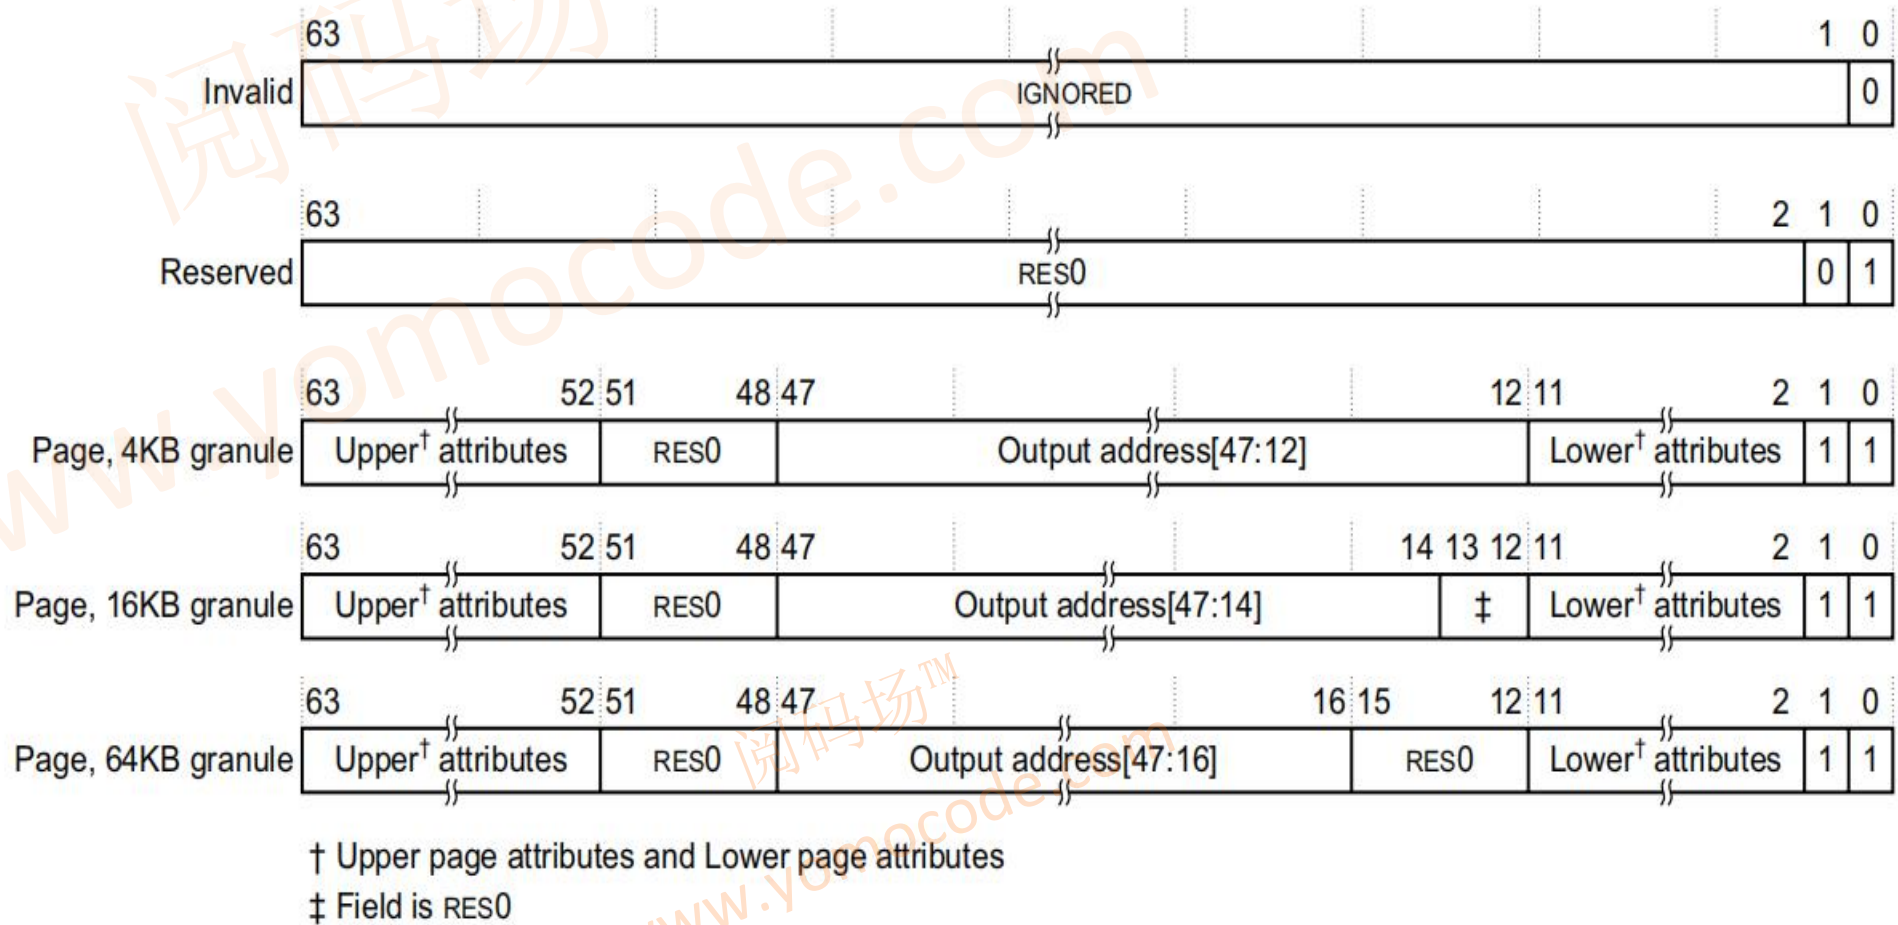 63 1 0
Invalid IGNORED 0
63 2 1 0
Reserved RES0 0 1
63 52 51 48 47 12 11 2 1 0
Page, 4KB granule Upper† attributes RES0 Output address[47:12] Lower† attributes 1 1
63 52 51 48 47 14 13 12 11 2 1 0
Page, 16KB granule Upper† attributes RES0 Output address[47:14] ‡ Lower† attributes 1 1
63 52 51 48 47 16 15 12 11 2 1 0
Page, 64KB granule Upper† attributes RES0 Output address[47:16] RES0 Lower† attributes 1 1
† Upper page attributes and Lower page attributes
‡ Field is RES0
阅码场
www.yomocode.com
阅码场™
www.yomocode.com